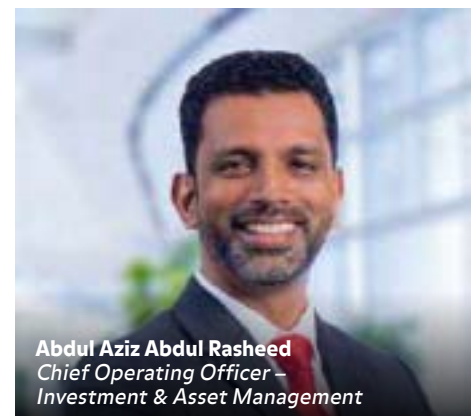 Abdul Aziz Abdul Rasheed
Chief Operating Officer –
Investment & Asset Management